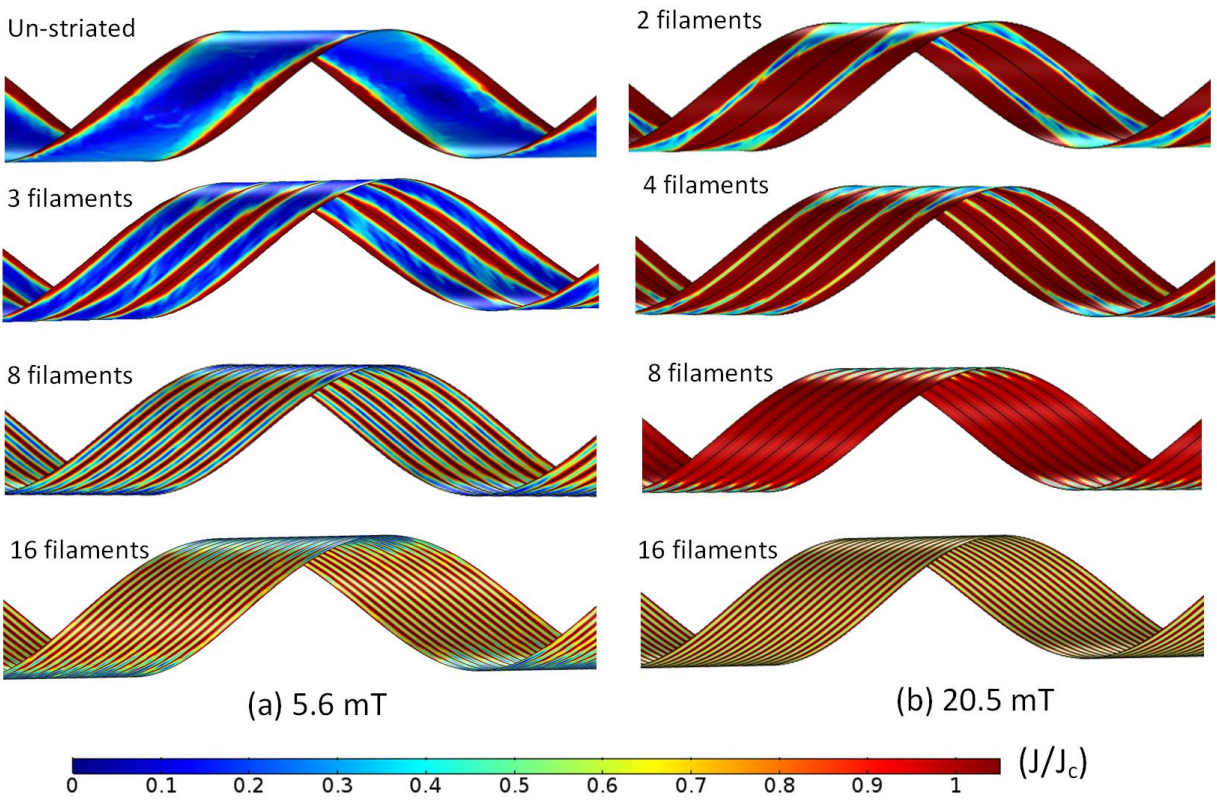 Un-striated
2 filaments
3 filaments
4 filaments
8 filaments
8 filaments
16 filaments
16 filaments
(a) 5.6 mT
(b) 20.5 mT
0 0.1 0.2 0.3 0.4 0.5 0.6 0.7 0.8 0.9 1 (J/Jc)